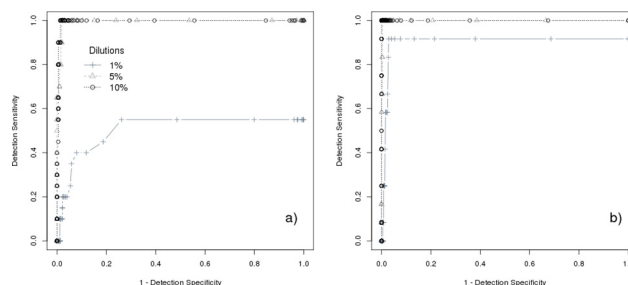 Dilutions
1%
5%
10%
a)
Detection Sensitivity
0.0 0.2 0.4 0.6 0.8 1.0
0.0 0.2 0.4 0.6 0.8 1.0
1 - Detection Specificity
b)
Detection Sensitivity
0.0 0.2 0.4 0.6 0.8 1.0
0.0 0.2 0.4 0.6 0.8 1.0
1 - Detection Specificity